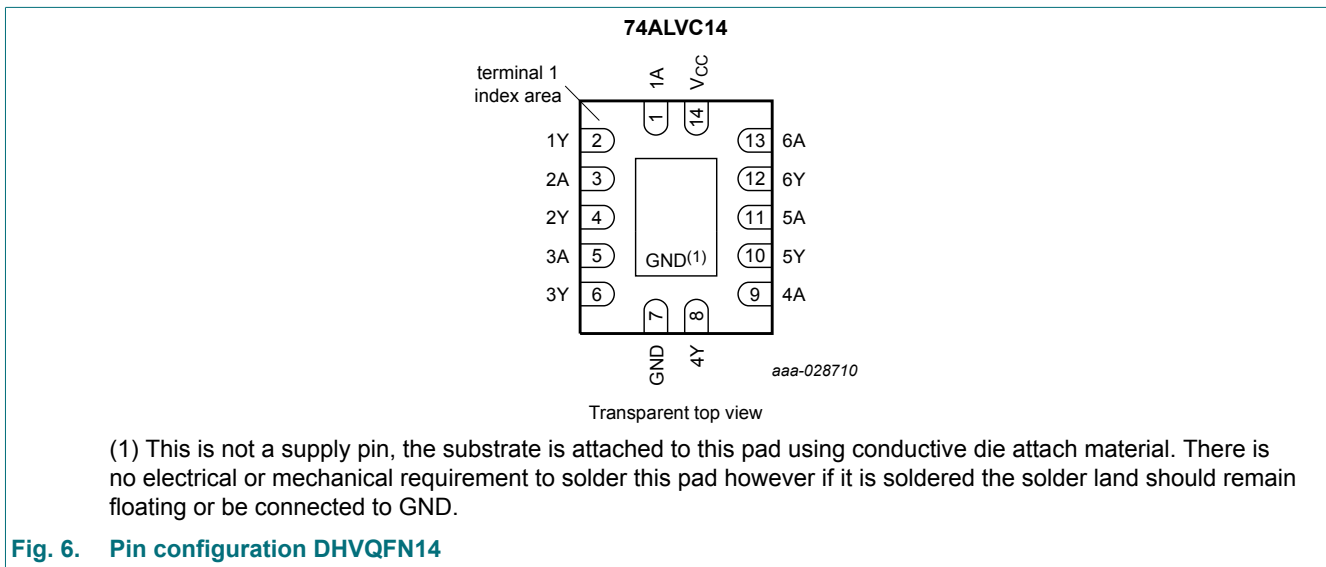 74ALVC14
terminal 1
index area
1A
VCC
1
14
1Y 2
13 6A
2A 3
12 6Y
2Y 4
11 5A
3A 5
GND(1)
10 5Y
3Y 6
9 4A
7
8
GND
4Y
aaa-028710
Transparent top view
(1) This is not a supply pin, the substrate is attached to this pad using conductive die attach material. There is
no electrical or mechanical requirement to solder this pad however if it is soldered the solder land should remain
floating or be connected to GND.
Fig. 6. Pin configuration DHVQFN14